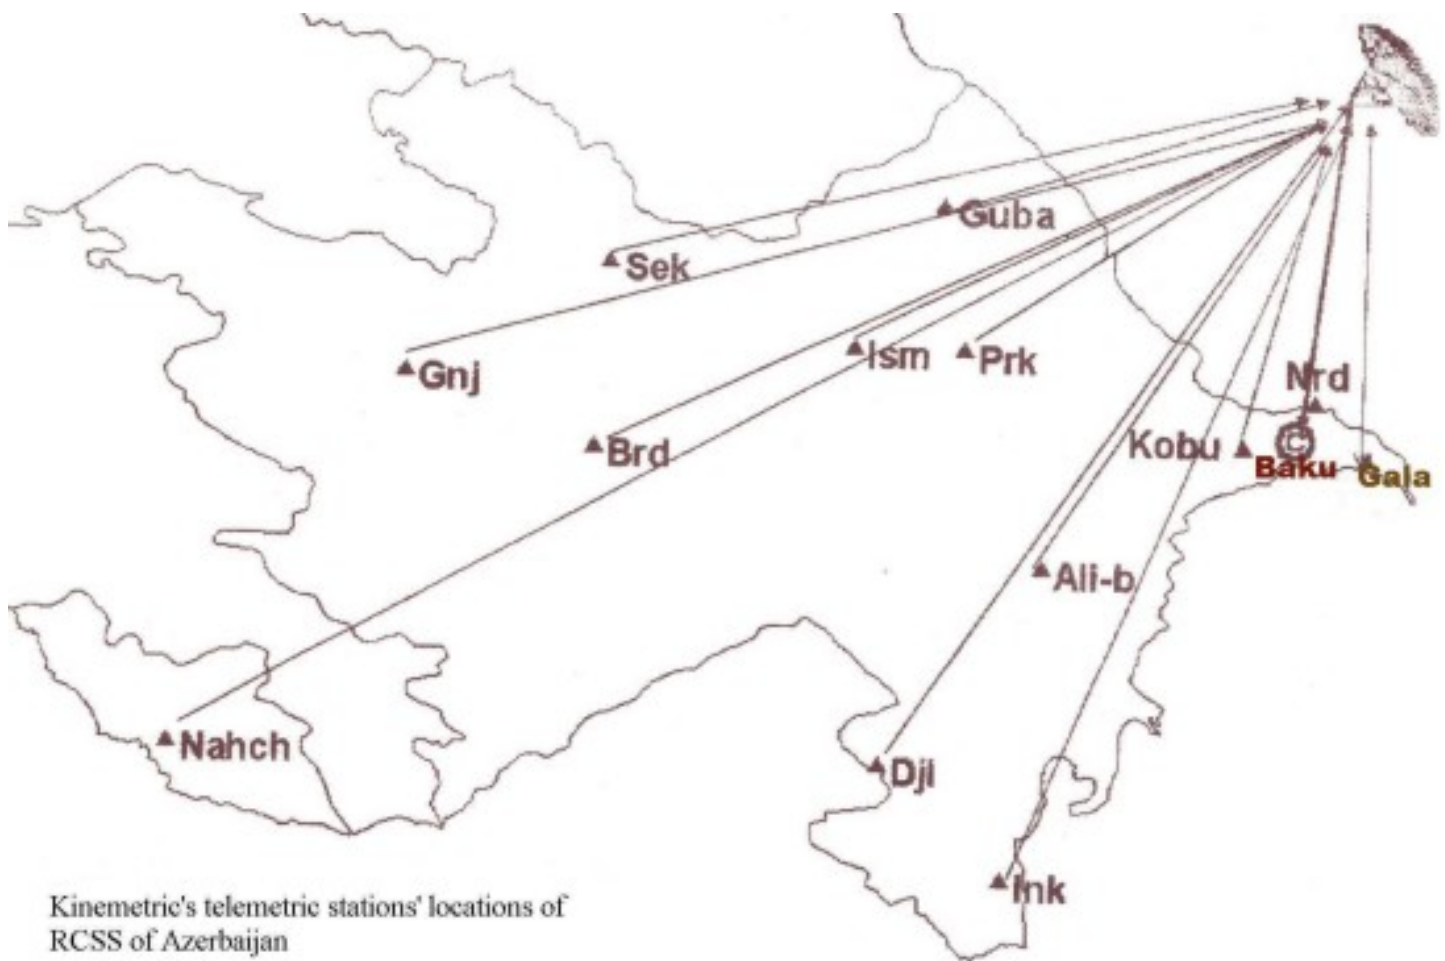 Guba
Sek
Gnj
Ism
Prk
Nrd
Brd
Kobu
C
Baku
Gala
Ali-b
Nahch
Djl
lnk
Kinemetric's telemetric stations' locations of
RCSS of Azerbaijan